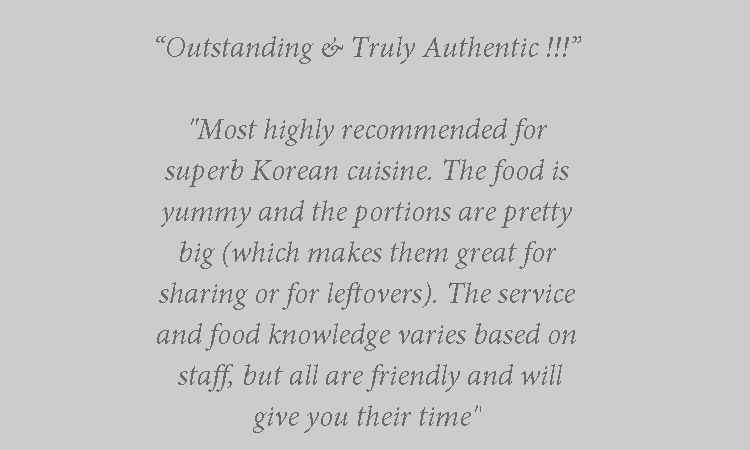 “Outstanding & Truly Authentic !!!”
"Most highly recommended for
superb Korean cuisine. The food is
yummy and the portions are pretty
big (which makes them great for
sharing or for leftovers). The service
and food knowledge varies based on
staff, but all are friendly and will
give you their time"